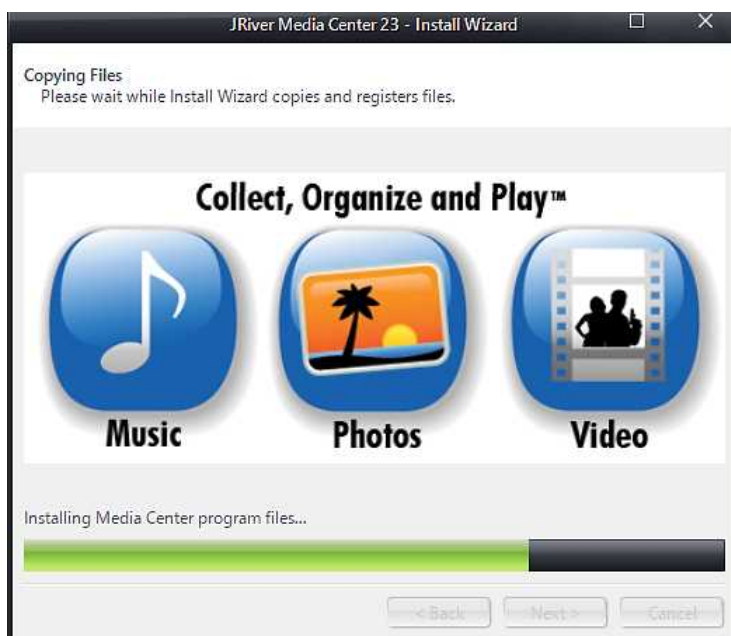 JRiver Media Center 23 - Install Wizard
Copying Files
Please wait while Install Wizard copies and registers files.
Collect, Organize and Play™
Music Photos Video
Installing Media Center program files...
< Back Next > Cancel